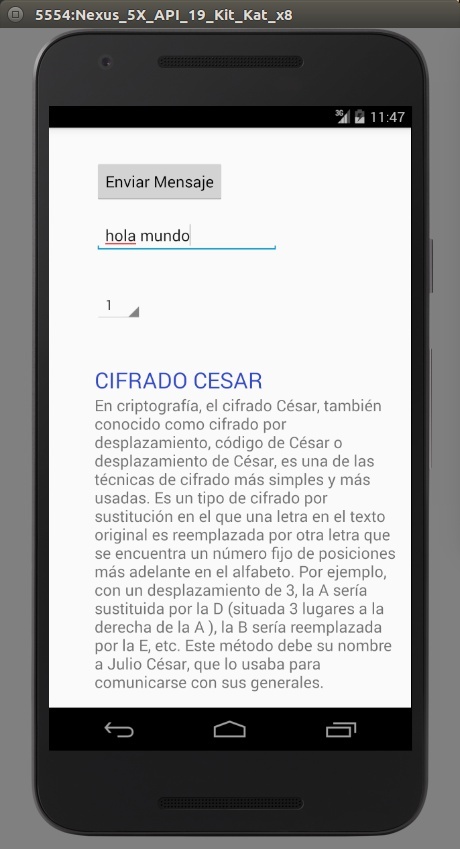 5554:Nexus_5X_API_19_Kit_Kat_x8
3G 11:47
Enviar Mensaje
hola mundo
1
CIFRADO CESAR
En criptografía, el cifrado César, también
conocido como cifrado por
desplazamiento, código de César o
desplazamiento de César, es una de las
técnicas de cifrado más simples y más
usadas. Es un tipo de cifrado por
sustitución en el que una letra en el texto
original es reemplazada por otra letra que
se encuentra un número fijo de posiciones
más adelante en el alfabeto. Por ejemplo,
con un desplazamiento de 3, la A sería
sustituida por la D (situada 3 lugares a la
derecha de la A ), la B sería reemplazada
por la E, etc. Este método debe su nombre
a Julio César, que lo usaba para
comunicarse con sus generales.